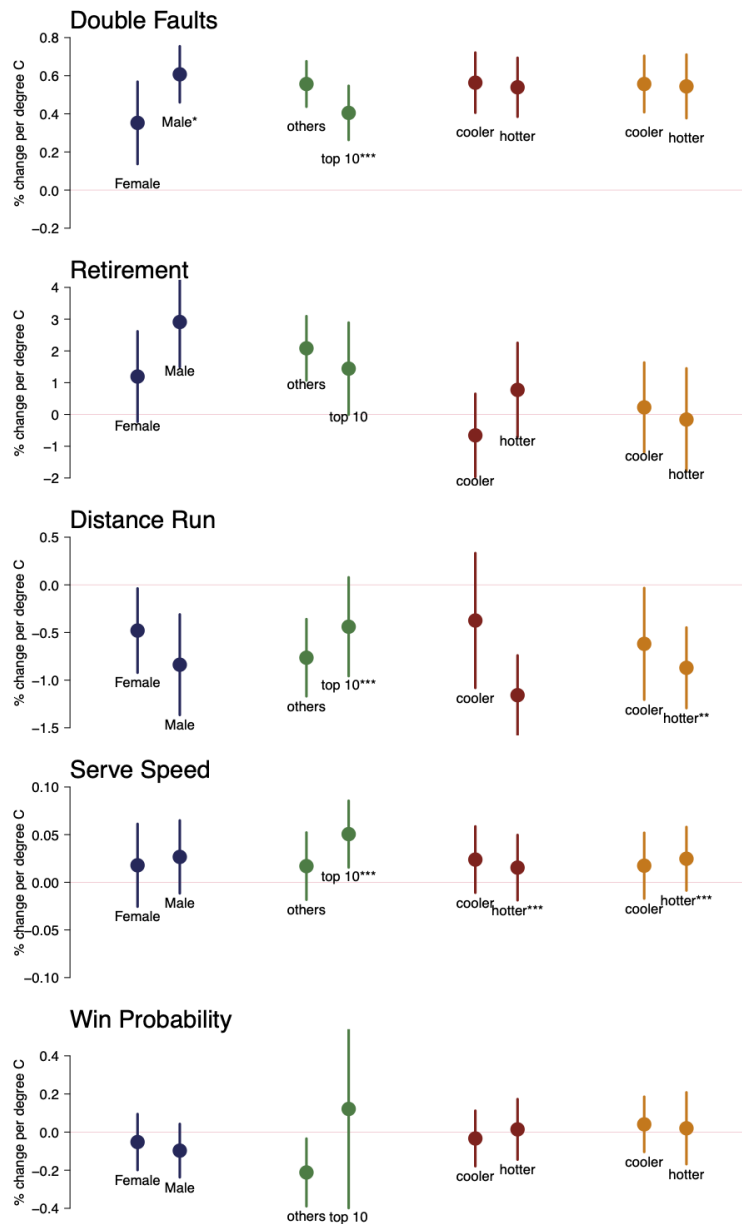 Double Faults
% change per degree C
0.8
0.6
0.4
0.2
0.0
−0.2
Female
Male*
others
top 10***
cooler
hotter
cooler
hotter
Retirement
% change per degree C
4
3
2
1
0
−1
−2
Female
Male
others
top 10
cooler
hotter
cooler
hotter
Distance Run
% change per degree C
0.5
0.0
−0.5
−1.0
−1.5
Female
Male
others
top 10***
cooler
cooler
hotter**
Serve Speed
% change per degree C
0.10
0.05
0.00
−0.05
−0.10
Female
Male
others
top 10***
cooler
hotter***
cooler
hotter***
Win Probability
% change per degree C
0.4
0.2
0.0
−0.2
−0.4
Female
Male
others
top 10
cooler
hotter
cooler
hotter